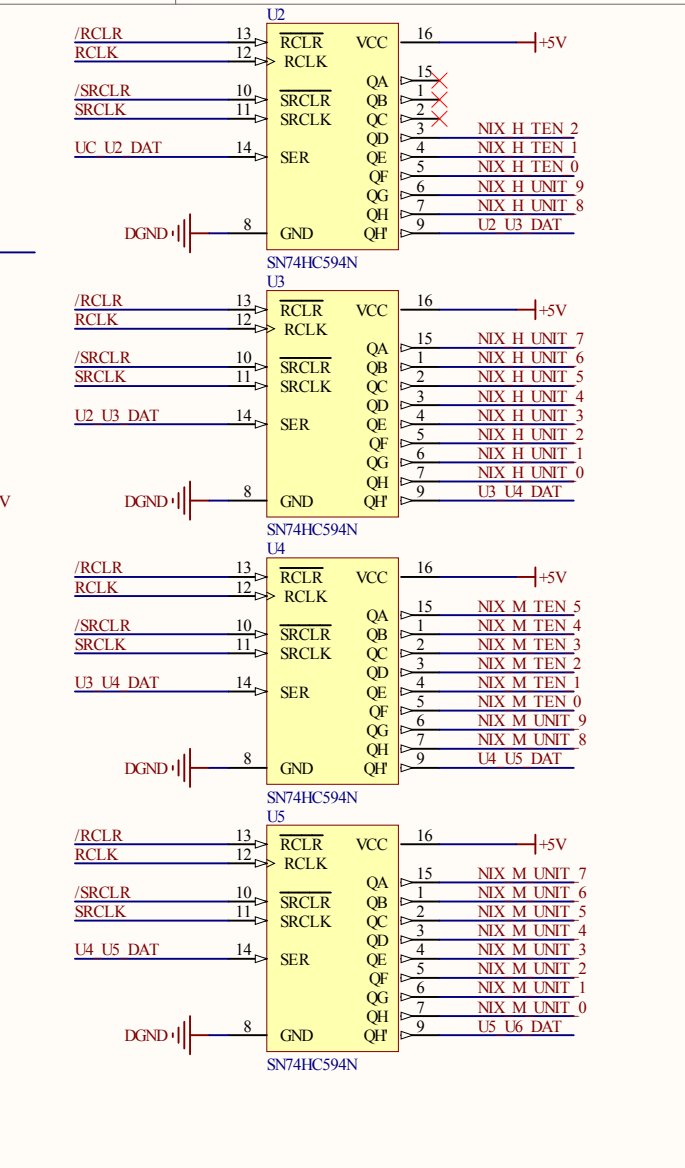 U2
/RCLR 13 RCLR VCC 16 +5V
RCLK 12 RCLK
QA 15
/SRCLR 10 SRCLR QB 1
SRCLK 11 SRCLK QC 2
QD 3 NIX_H_TEN_2
UC_U2_DAT 14 SER QE 4 NIX_H_TEN_1
QF 5 NIX_H_TEN_0
QG 6 NIX_H_UNIT_9
QH 7 NIX_H_UNIT_8
DGND 8 GND QH' 9 U2_U3_DAT
SN74HC594N
U3
/RCLR 13 RCLR VCC 16 +5V
RCLK 12 RCLK
QA 15 NIX_H_UNIT_7
/SRCLR 10 SRCLR QB 1 NIX_H_UNIT_6
SRCLK 11 SRCLK QC 2 NIX_H_UNIT_5
QD 3 NIX_H_UNIT_4
U2_U3_DAT 14 SER QE 4 NIX_H_UNIT_3
QF 5 NIX_H_UNIT_2
QG 6 NIX_H_UNIT_1
QH 7 NIX_H_UNIT_0
V DGND 8 GND QH' 9 U3_U4_DAT
SN74HC594N
U4
/RCLR 13 RCLR VCC 16 +5V
RCLK 12 RCLK
QA 15 NIX_M_TEN_5
/SRCLR 10 SRCLR QB 1 NIX_M_TEN_4
SRCLK 11 SRCLK QC 2 NIX_M_TEN_3
QD 3 NIX_M_TEN_2
U3_U4_DAT 14 SER QE 4 NIX_M_TEN_1
QF 5 NIX_M_TEN_0
QG 6 NIX_M_UNIT_9
QH 7 NIX_M_UNIT_8
DGND 8 GND QH' 9 U4_U5_DAT
SN74HC594N
U5
/RCLR 13 RCLR VCC 16 +5V
RCLK 12 RCLK
QA 15 NIX_M_UNIT_7
/SRCLR 10 SRCLR QB 1 NIX_M_UNIT_6
SRCLK 11 SRCLK QC 2 NIX_M_UNIT_5
QD 3 NIX_M_UNIT_4
U4_U5_DAT 14 SER QE 4 NIX_M_UNIT_3
QF 5 NIX_M_UNIT_2
QG 6 NIX_M_UNIT_1
QH 7 NIX_M_UNIT_0
DGND 8 GND QH' 9 U5_U6_DAT
SN74HC594N